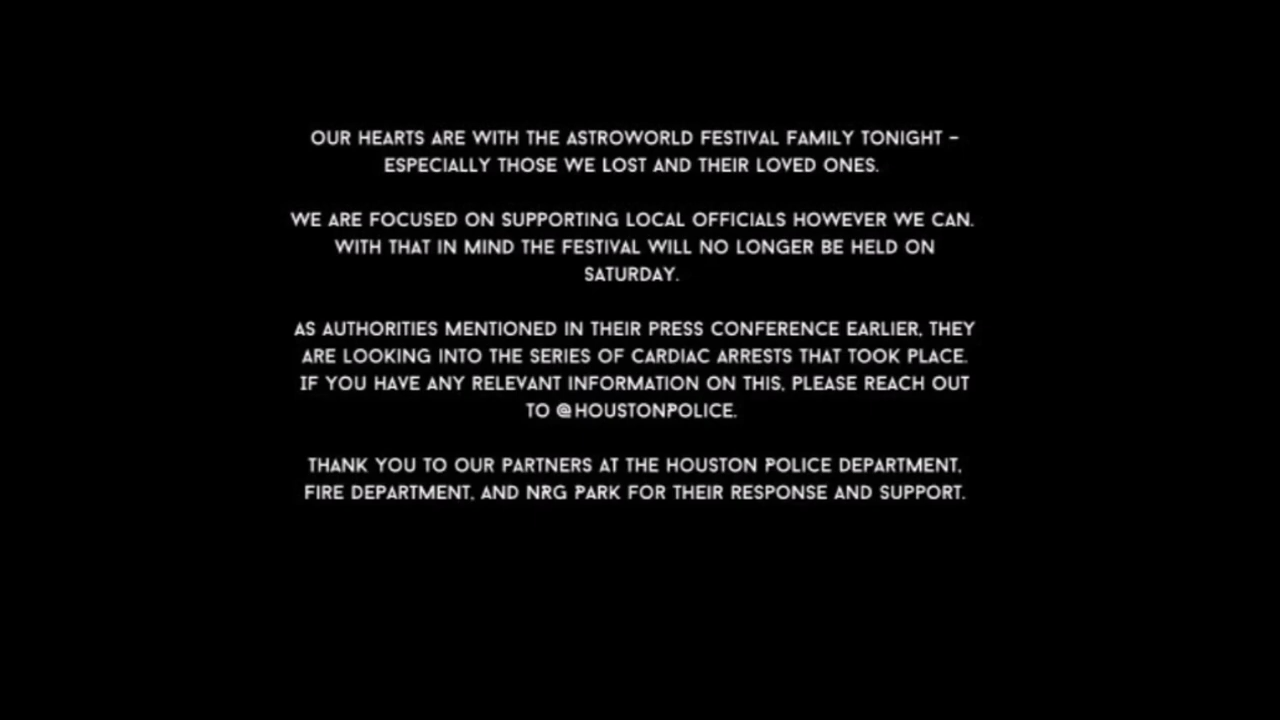 OUR HEARTS ARE WITH THE ASTROWORLD FESTIVAL FAMILY TONIGHT –
ESPECIALLY THOSE WE LOST AND THEIR LOVED ONES.
WE ARE FOCUSED ON SUPPORTING LOCAL OFFICIALS HOWEVER WE CAN.
WITH THAT IN MIND THE FESTIVAL WILL NO LONGER BE HELD ON
SATURDAY.
AS AUTHORITIES MENTIONED IN THEIR PRESS CONFERENCE EARLIER, THEY
ARE LOOKING INTO THE SERIES OF CARDIAC ARRESTS THAT TOOK PLACE.
IF YOU HAVE ANY RELEVANT INFORMATION ON THIS, PLEASE REACH OUT
TO @HOUSTONPOLICE.
THANK YOU TO OUR PARTNERS AT THE HOUSTON POLICE DEPARTMENT,
FIRE DEPARTMENT, AND NRG PARK FOR THEIR RESPONSE AND SUPPORT.